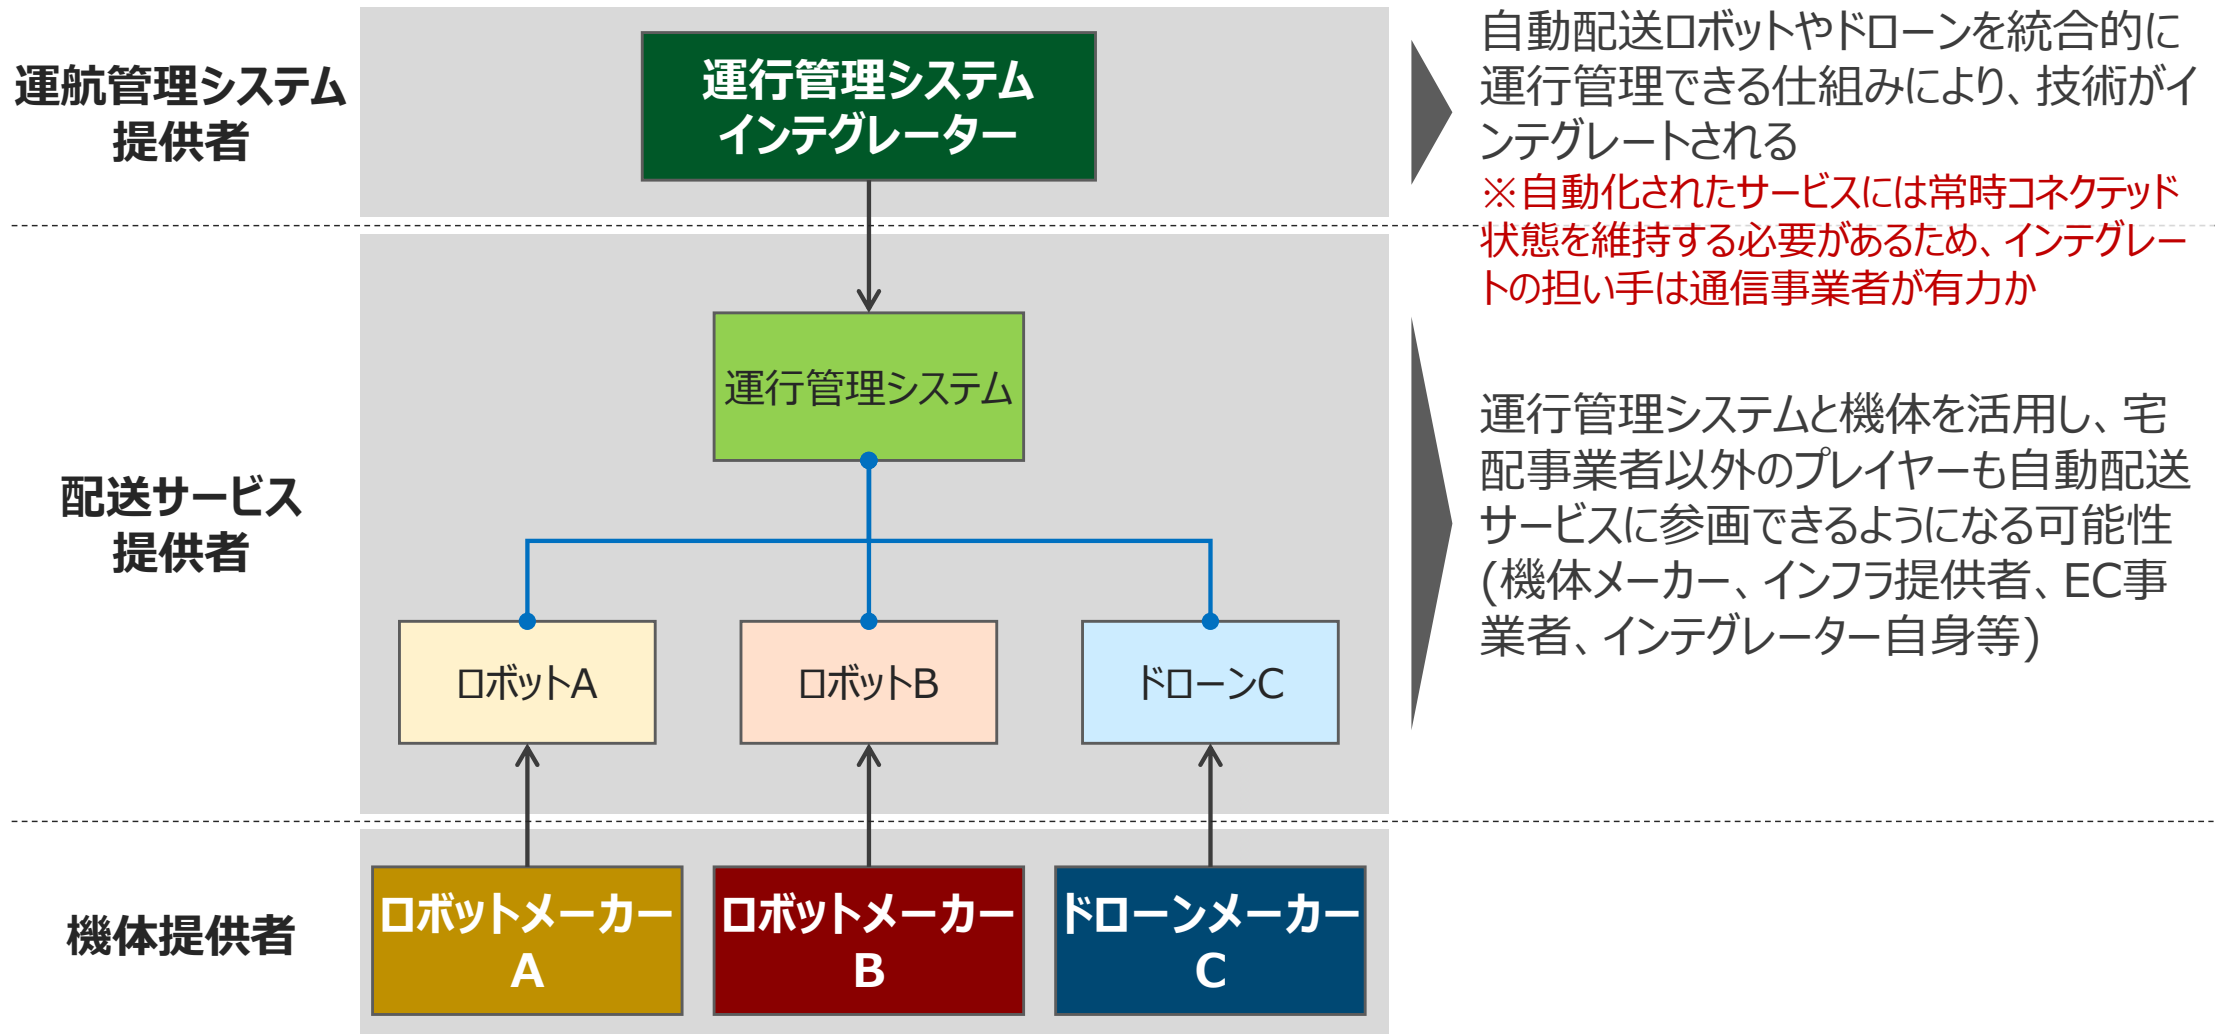 運航管理システム
提供者
運行管理システム
インテグレーター
自動配送ロボットやドローンを統合的に
運行管理できる仕組みにより、技術がイ
ンテグレートされる
※自動化されたサービスには常時コネクテッド
状態を維持する必要があるため、インテグレー
トの担い手は通信事業者が有力か
配送サービス
提供者
運行管理システム
ロボットA
ロボットB
ドローンC
運行管理システムと機体を活用し、宅
配事業者以外のプレイヤーも自動配送
サービスに参画できるようになる可能性
(機体メーカー、インフラ提供者、EC事
業者、インテグレーター自身等)
機体提供者
ロボットメーカー
A
ロボットメーカー
B
ドローンメーカー
C